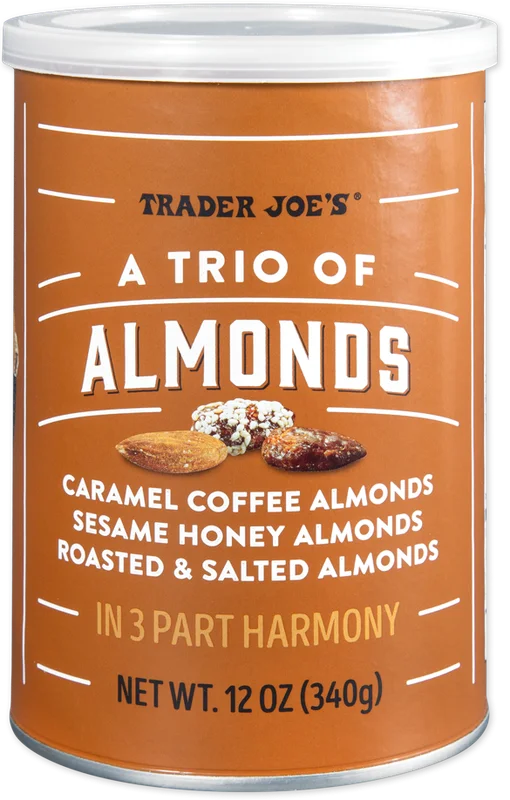 TRADER JOE'S®
A TRIO OF
ALMONDS
CARAMEL COFFEE ALMONDS
SESAME HONEY ALMONDS
ROASTED & SALTED ALMONDS
IN 3 PART HARMONY
NET WT. 12 OZ (340g)